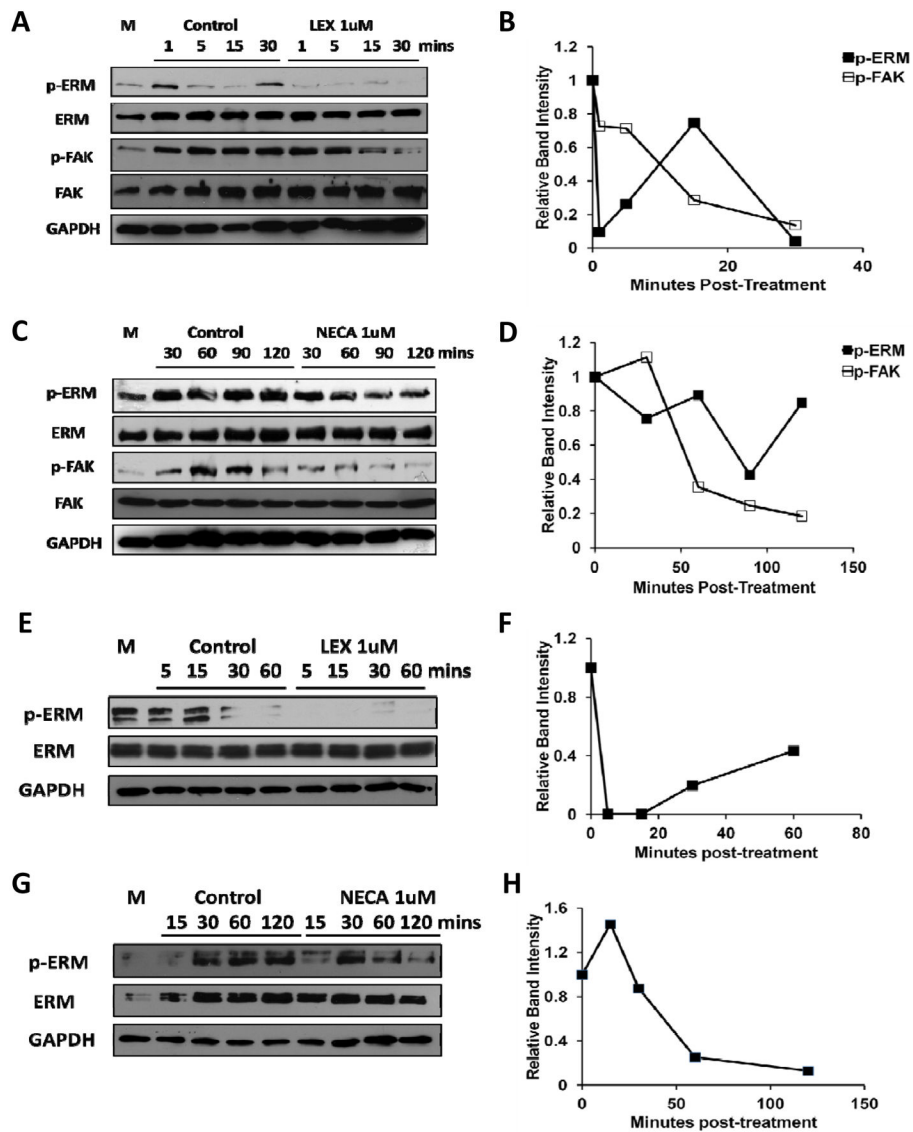 A
M Control LEX 1uM
1 5 15 30 1 5 15 30 mins
p-ERM
ERM
p-FAK
FAK
GAPDH
B
Relative Band Intensity
1.2
1
0.8
0.6
0.4
0.2
0
0 20 40
Minutes Post-Treatment
p-ERM
p-FAK
C
M Control NECA 1uM
30 60 90 120 30 60 90 120 mins
p-ERM
ERM
p-FAK
FAK
GAPDH
D
Relative Band Intensity
1.2
1
0.8
0.6
0.4
0.2
0
0 50 100 150
Minutes Post-Treatment
p-ERM
p-FAK
E
M Control LEX 1uM
5 15 30 60 5 15 30 60 mins
p-ERM
ERM
GAPDH
F
Relative Band Intensity
1.2
0.8
0.4
0
0 20 40 60 80
Minutes post-treatment
G
M Control NECA 1uM
15 30 60 120 15 30 60 120 mins
p-ERM
ERM
GAPDH
H
Relative Band Intensity
1.6
1.2
0.8
0.4
0
0 50 100 150
Minutes post-treatment